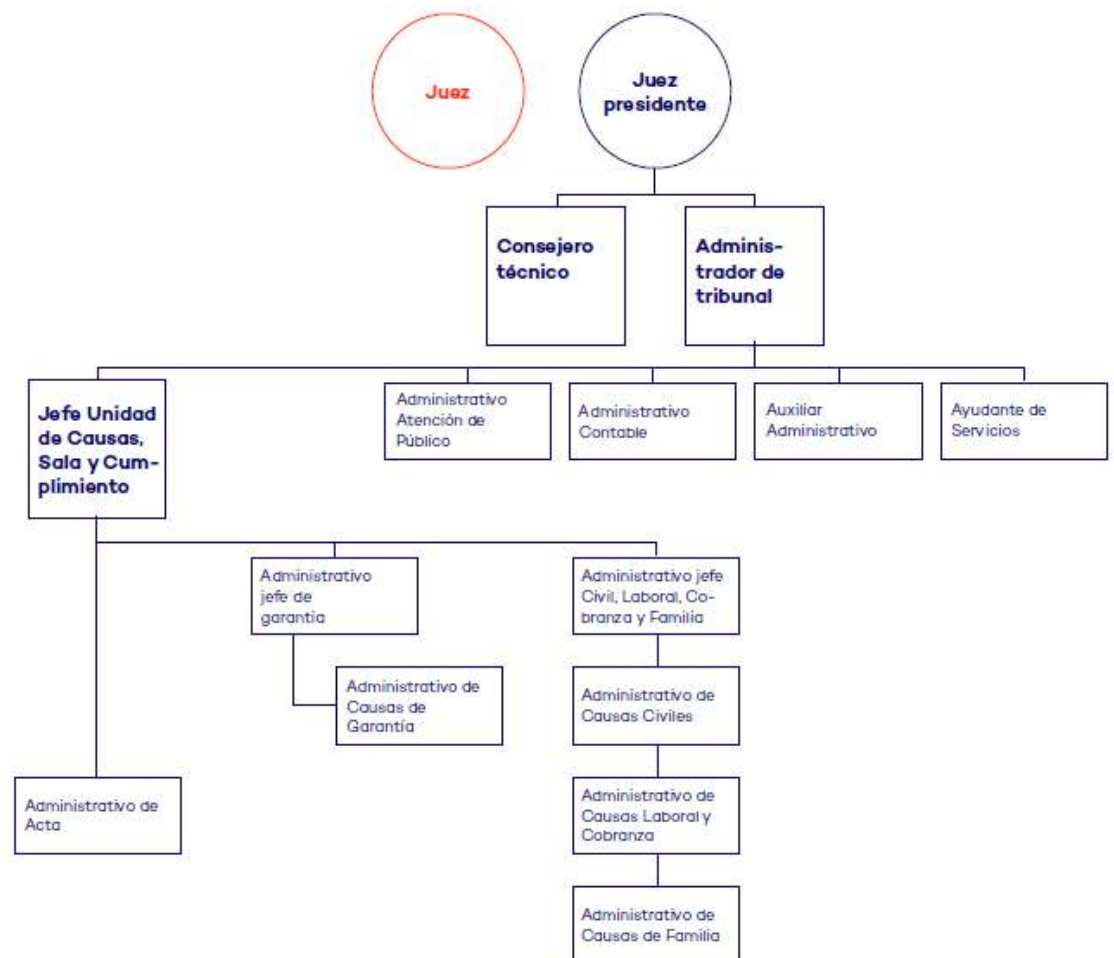 Juez
Juez
presidente
Consejero
técnico
Adminis-
trador de
tribunal
Jefe Unidad
de Causas,
Sala y Cum-
plimiento
Administrativo
Atención de
Público
Administrativo
Contable
Auxiliar
Administrativo
Ayudante de
Servicios
Administrativo
jefe de
garantía
Administrativo jefe
Civil, Laboral, Co-
branza y Familia
Administrativo de
Causas de
Garantía
Administrativo de
Causas Civiles
Administrativo de
Acta
Administrativo de
Causas Laboral y
Cobranza
Administrativo de
Causas de Familia